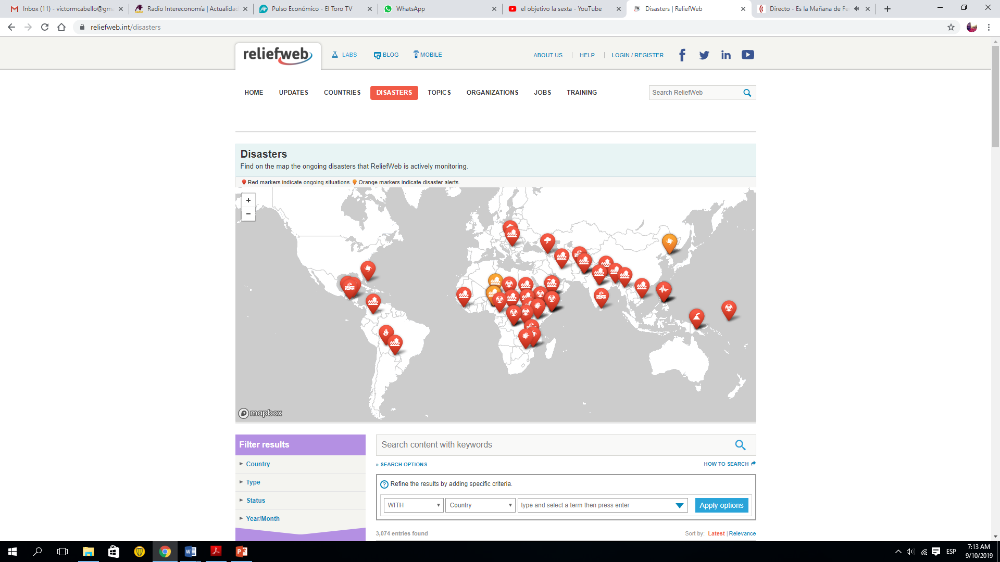 Inbox (11) - victormcabello@gma
Radio Intereconomía | Actualidad
Pulso Económico - El Toro TV
WhatsApp
el objetivo la sexta - YouTube
Disasters | ReliefWeb
Directo - Es la Mañana de Fe
reliefweb.int/disasters
reliefweb
LABS
BLOG
MOBILE
ABOUT US
HELP
LOGIN / REGISTER
HOME
UPDATES
COUNTRIES
DISASTERS
TOPICS
ORGANIZATIONS
JOBS
TRAINING
Search ReliefWeb
Disasters
Find on the map the ongoing disasters that ReliefWeb is actively monitoring.
Red markers indicate ongoing situations. Orange markers indicate disaster alerts.
+
−
mapbox
Filter results
Country
Type
Status
Year/Month
Search content with keywords
» SEARCH OPTIONS
HOW TO SEARCH
? Refine the results by adding specific criteria.
WITH
Country
type and select a term then press enter
Apply options
3,074 entries found
Sort by: Latest | Relevance
ESP
7:13 AM
9/10/2019